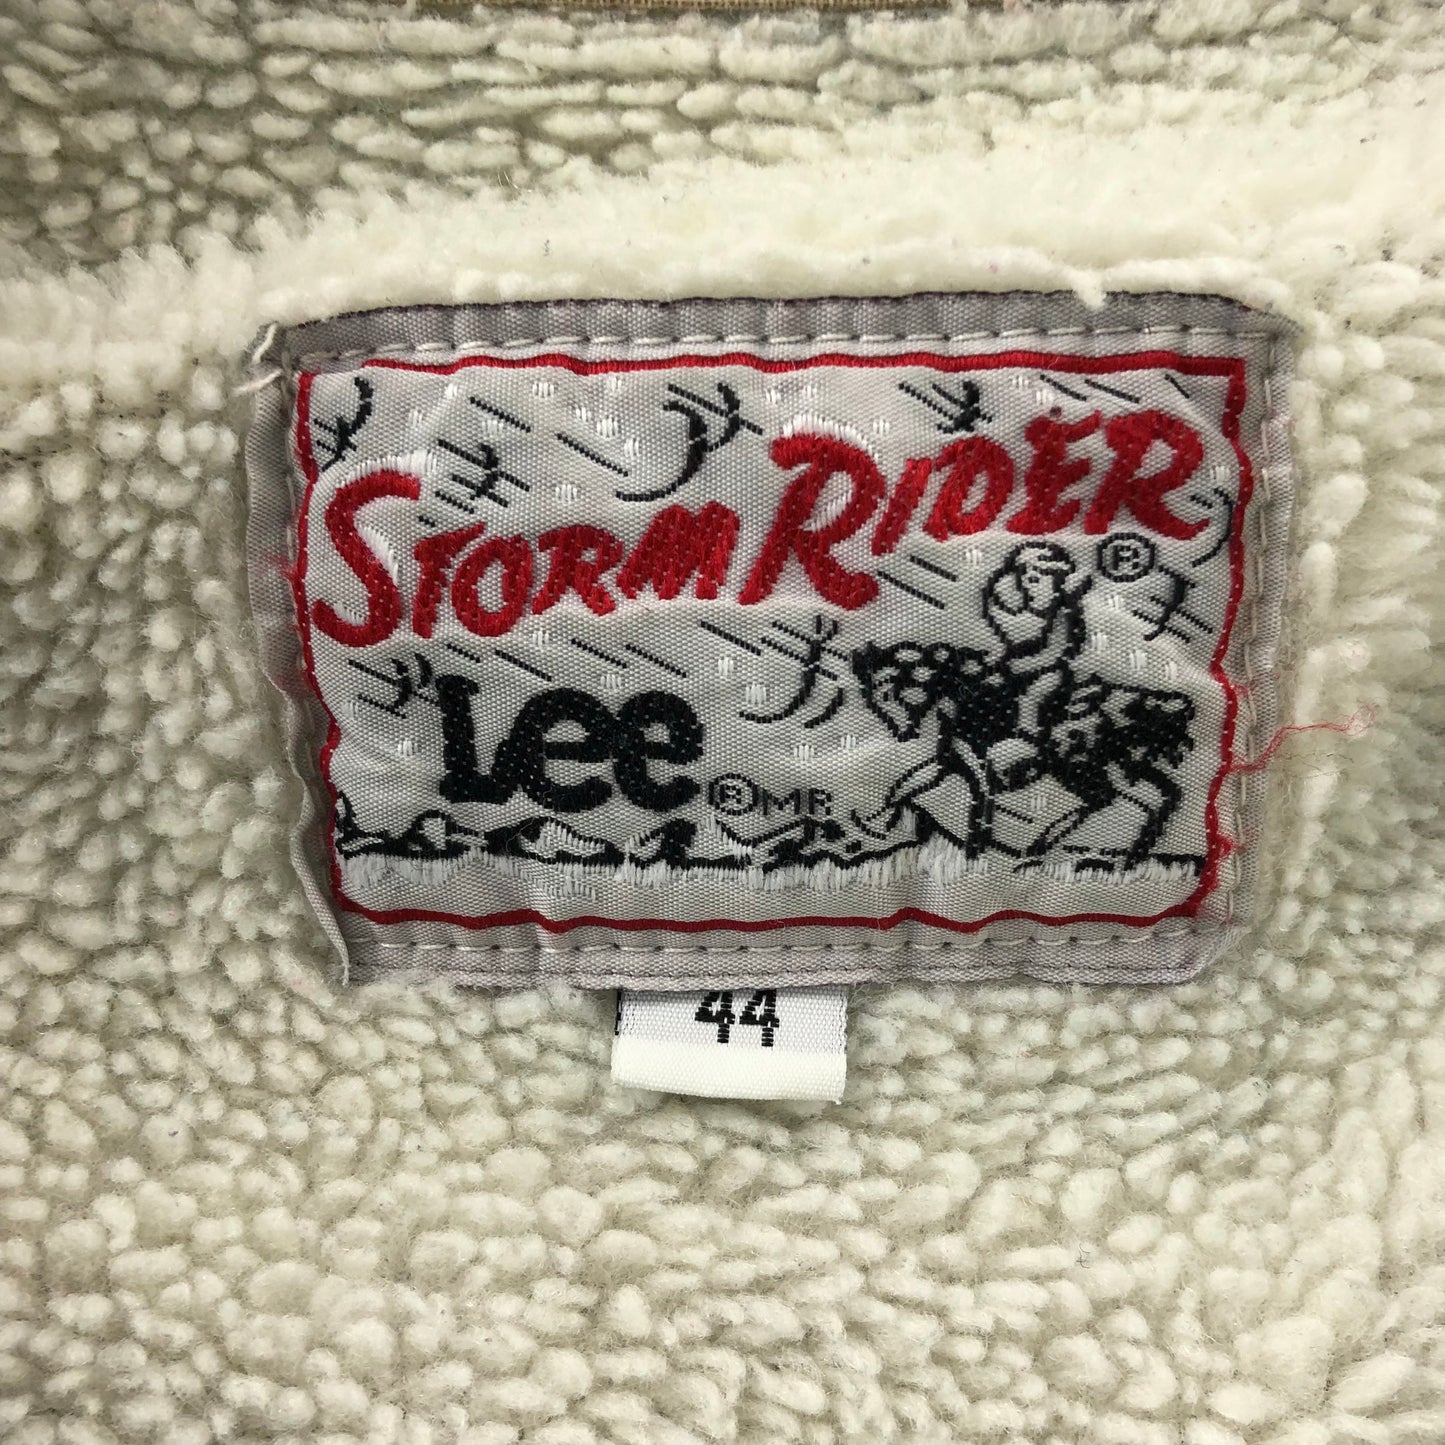 STORM RIDER ®
Lee ® MR
44